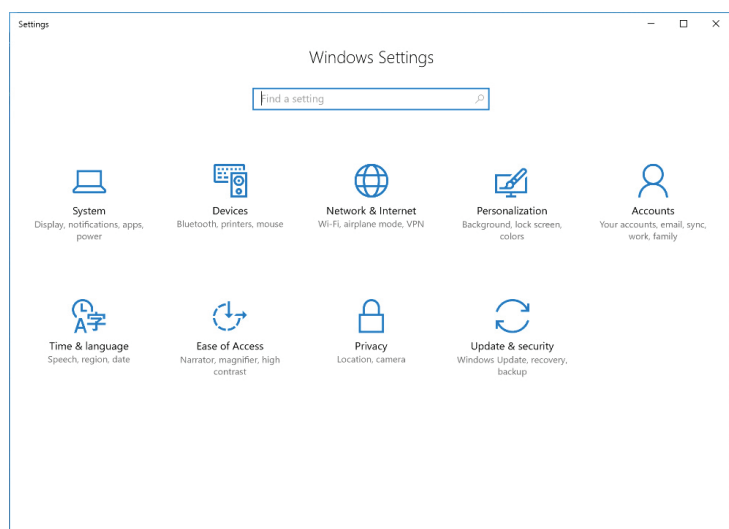 Settings
Windows Settings
Find a setting
System
Display, notifications, apps,
power
Devices
Bluetooth, printers, mouse
Network & Internet
Wi-Fi, airplane mode, VPN
Personalization
Background, lock screen,
colors
Accounts
Your accounts, email, sync,
work, family
A字
Time & language
Speech, region, date
Ease of Access
Narrator, magnifier, high
contrast
Privacy
Location, camera
Update & security
Windows Update, recovery,
backup